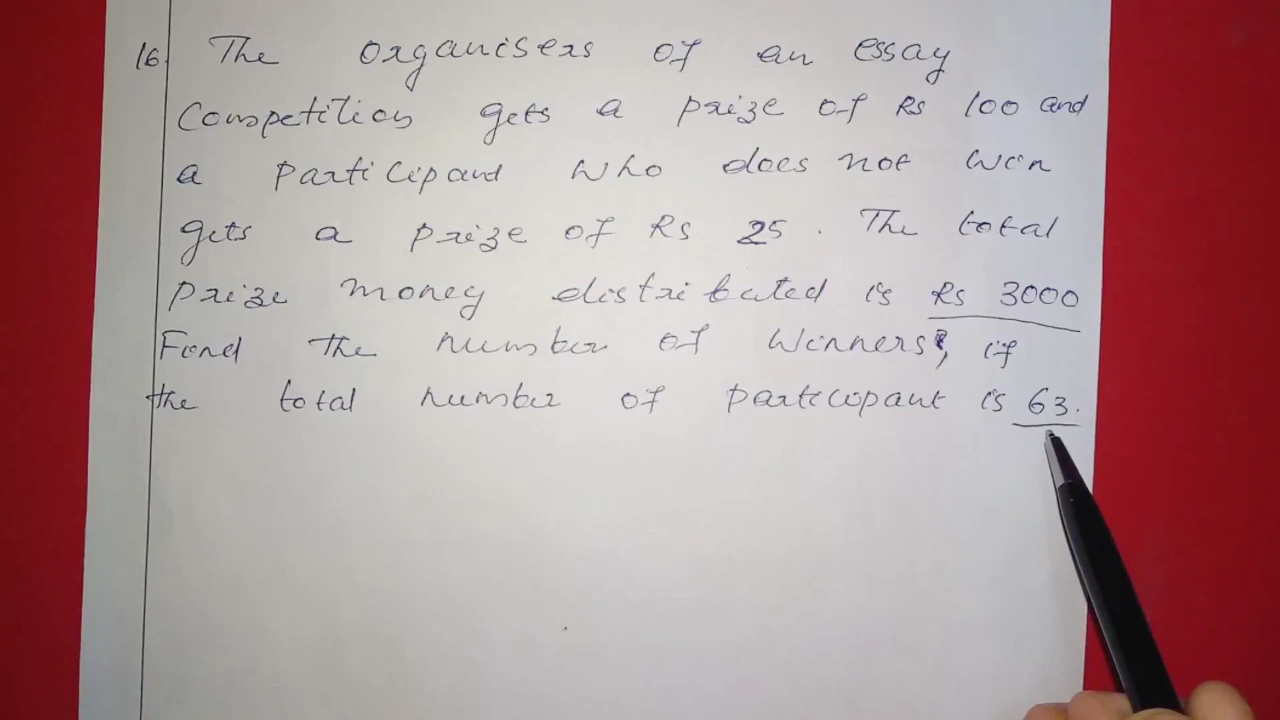 16. The organisers of an essay
Competition gets a prize of Rs 100 and
a participant who does not win
gets a prize of Rs 25. The total
prize money distributed is Rs 3000
Find the number of winners, if
the total number of participant is 63.